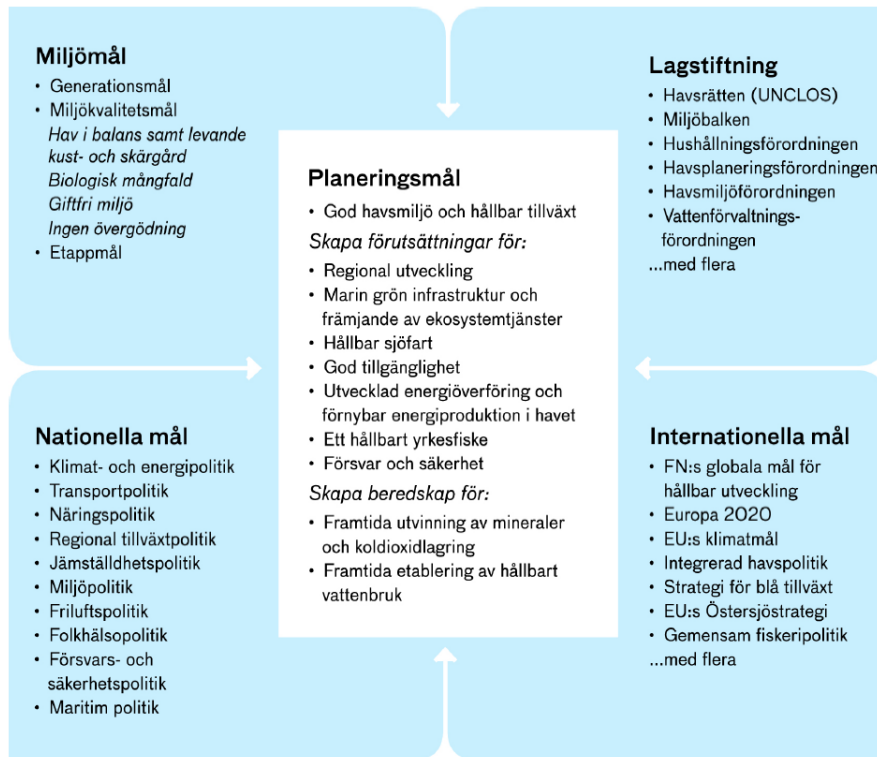 Miljömål
• Generationsmål
• Miljökvalitetsmål
Hav i balans samt levande
kust- och skärgård
Biologisk mångfald
Giftfri miljö
Ingen övergödning
• Etappmål
Lagstiftning
• Havsrätten (UNCLOS)
• Miljöbalken
• Hushållningsförordningen
• Havsplaneringsförordningen
• Havsmiljöförordningen
• Vattenförvaltnings-
förordningen
...med flera
Planeringsmål
• God havsmiljö och hållbar tillväxt
Skapa förutsättningar för:
• Regional utveckling
• Marin grön infrastruktur och
främjande av ekosystemtjänster
• Hållbar sjöfart
• God tillgänglighet
• Utvecklad energiöverföring och
förnybar energiproduktion i havet
• Ett hållbart yrkesfiske
• Försvar och säkerhet
Skapa beredskap för:
• Framtida utvinning av mineraler
och koldioxidlagring
• Framtida etablering av hållbart
vattenbruk
Nationella mål
• Klimat- och energipolitik
• Transportpolitik
• Näringspolitik
• Regional tillväxtpolitik
• Jämställdhetspolitik
• Miljöpolitik
• Friluftspolitik
• Folkhälsopolitik
• Försvars- och
säkerhetspolitik
• Maritim politik
Internationella mål
• FN:s globala mål för
hållbar utveckling
• Europa 2020
• EU:s klimatmål
• Integrerad havspolitik
• Strategi för blå tillväxt
• EU:s Östersjöstrategi
• Gemensam fiskeripolitik
...med flera